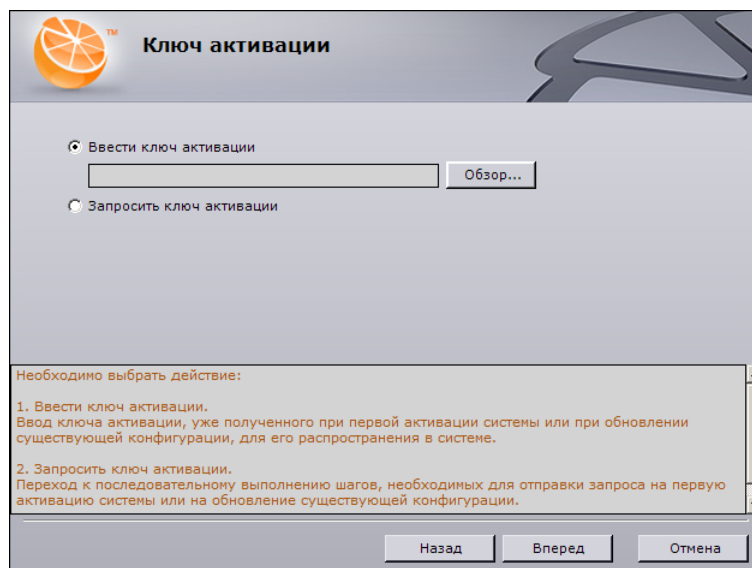 TM
Ключ активации
Ввести ключ активации
Обзор...
Запросить ключ активации
Необходимо выбрать действие:
1. Ввести ключ активации.
Ввод ключа активации, уже полученного при первой активации системы или при обновлении
существующей конфигурации, для его распространения в системе.
2. Запросить ключ активации.
Переход к последовательному выполнению шагов, необходимых для отправки запроса на первую
активацию системы или на обновление существующей конфигурации.
Назад
Вперед
Отмена